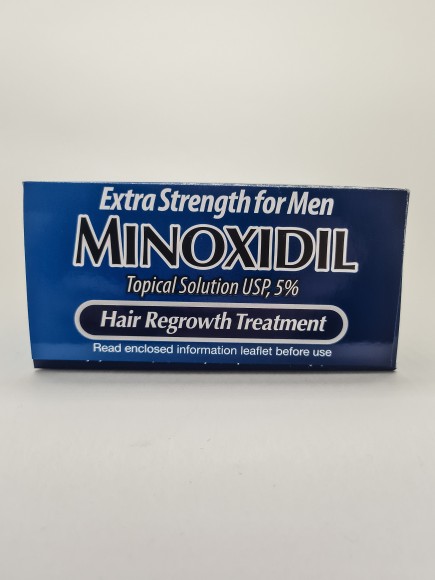 Extra Strength for Men
MINOXIDIL
Topical Solution USP, 5%
Hair Regrowth Treatment
Read enclosed information leaflet before use